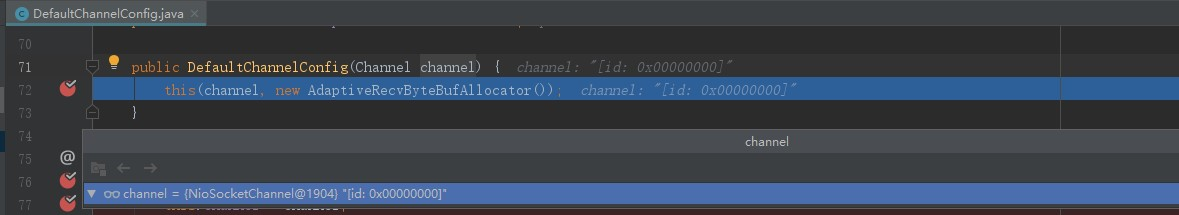 DefaultChannelConfig.java
70
71 public DefaultChannelConfig(Channel channel) { channel: "[id: 0x00000000]"
72 this(channel, new AdaptiveRecvByteBufAllocator()); channel: "[id: 0x00000000]"
73 }
74
channel
75 @
76
channel = {NioSocketChannel@1904} "[id: 0x00000000]"
77